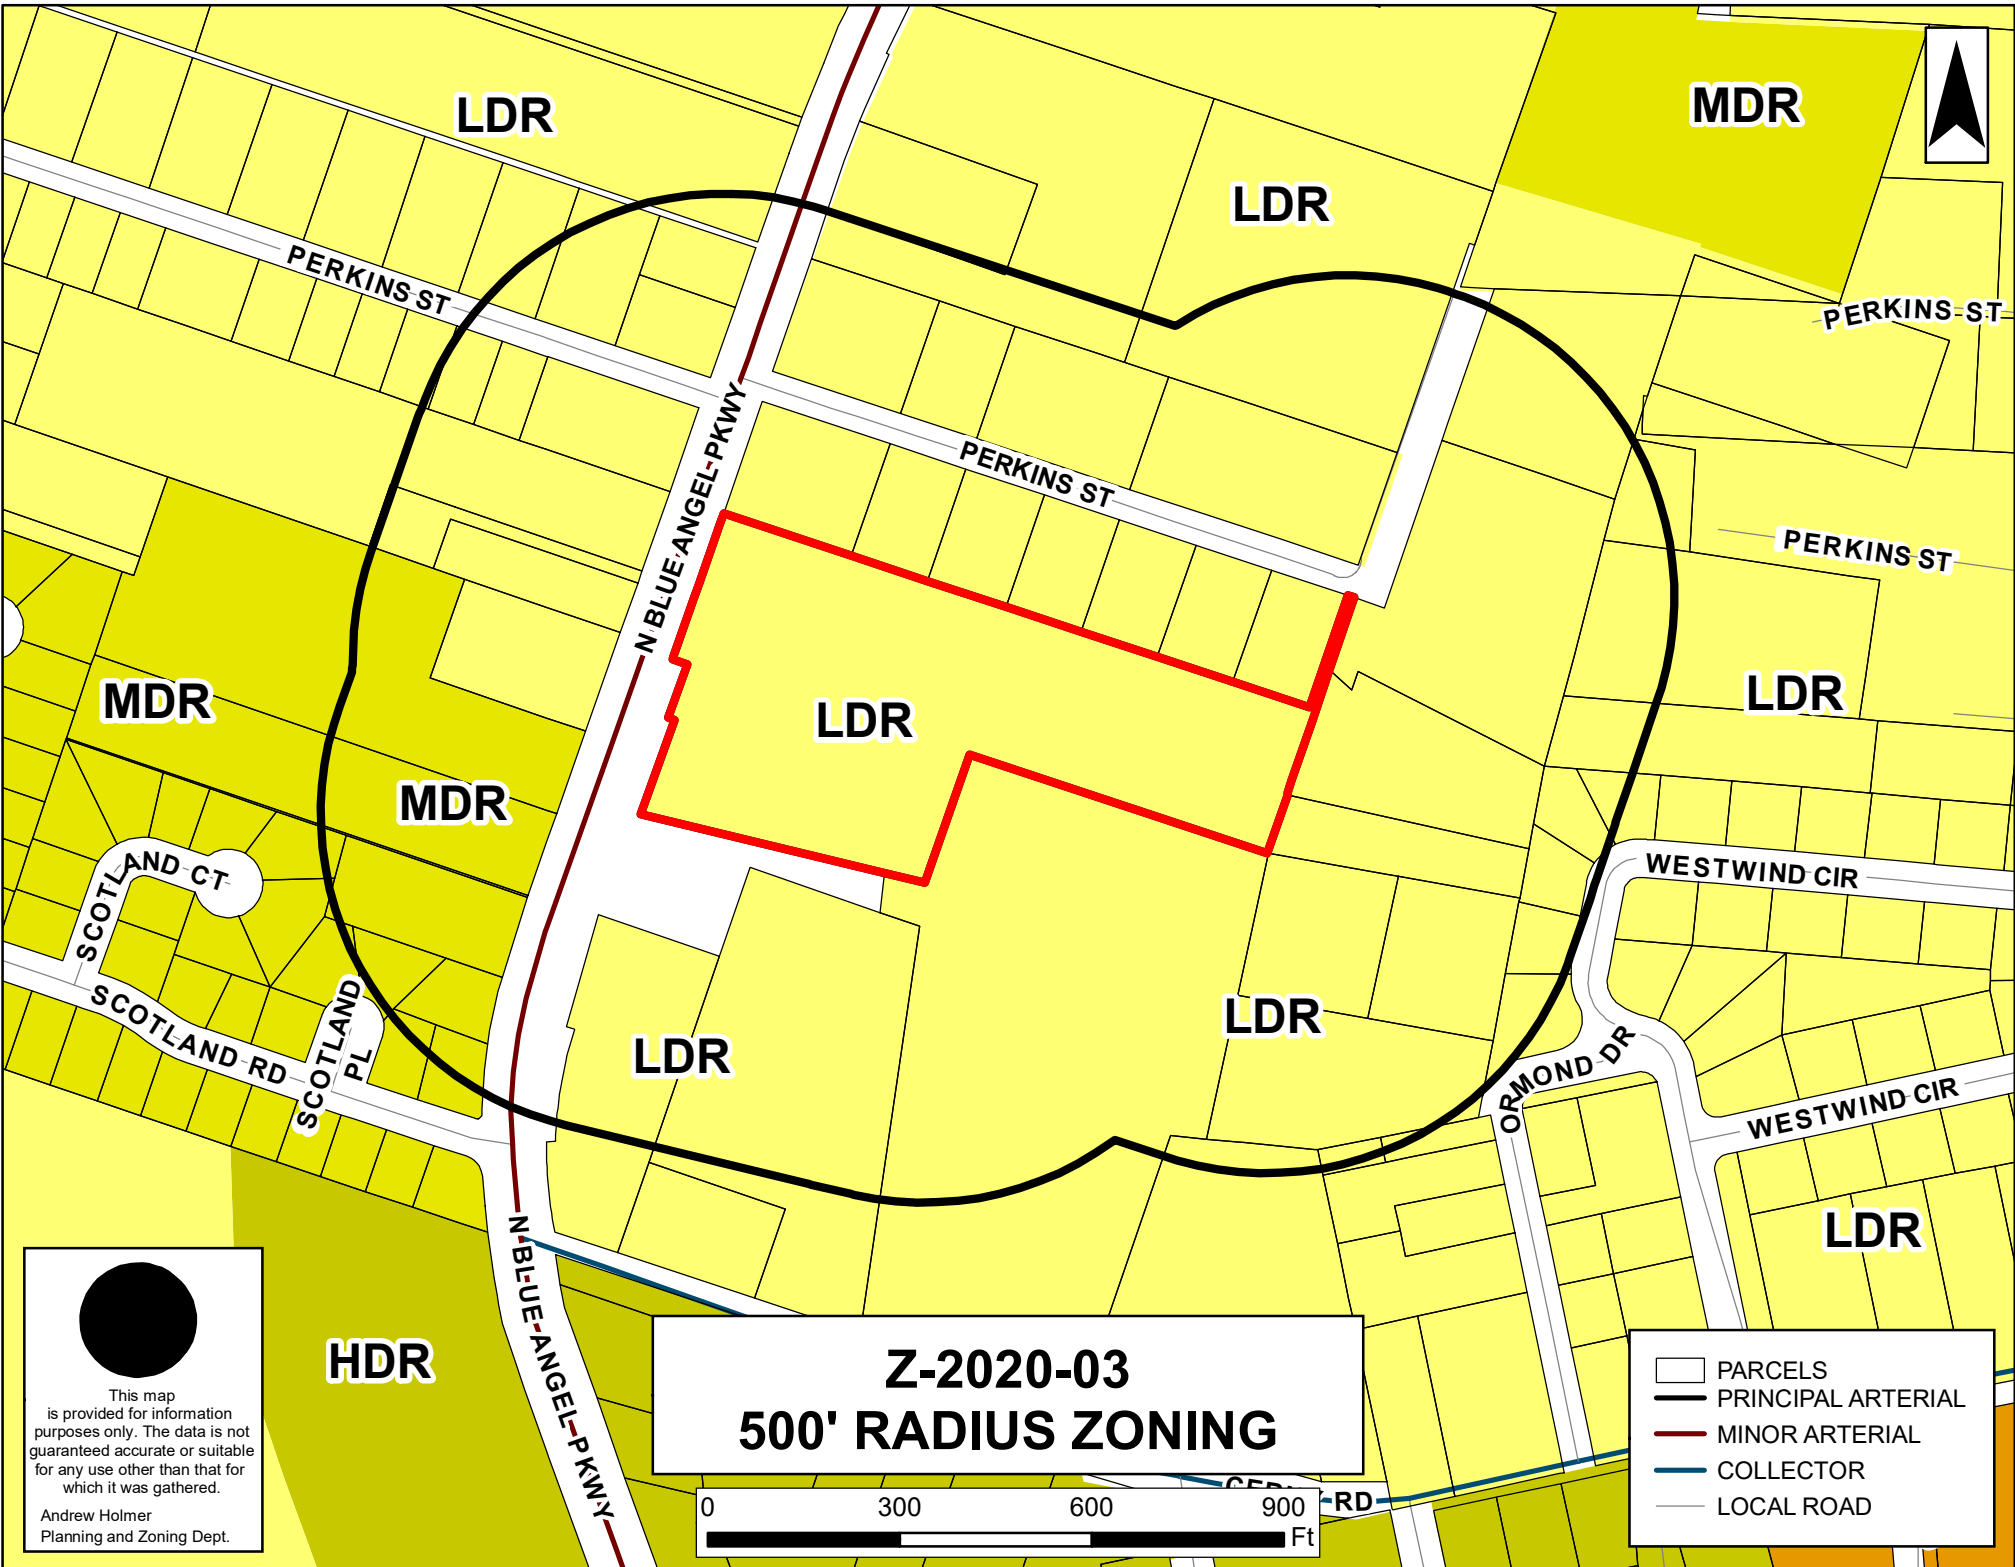 LDR
MDR
LDR
PERKINS ST
PERKINS ST
N BLUE ANGEL PKWY
PERKINS ST
PERKINS ST
MDR
LDR
LDR
MDR
SCOTLAND CT
WESTWIND CIR
SCOTLAND RD
SCOTLAND
PL
LDR
LDR
ORMOND DR
WESTWIND CIR
LDR
N BLUE ANGEL PKWY
HDR
This map
is provided for information
purposes only. The data is not
guaranteed accurate or suitable
for any use other than that for
which it was gathered.
Andrew Holmer
Planning and Zoning Dept.
Z-2020-03
500' RADIUS ZONING
RD
0 300 600 900
Ft
PARCELS
PRINCIPAL ARTERIAL
MINOR ARTERIAL
COLLECTOR
LOCAL ROAD